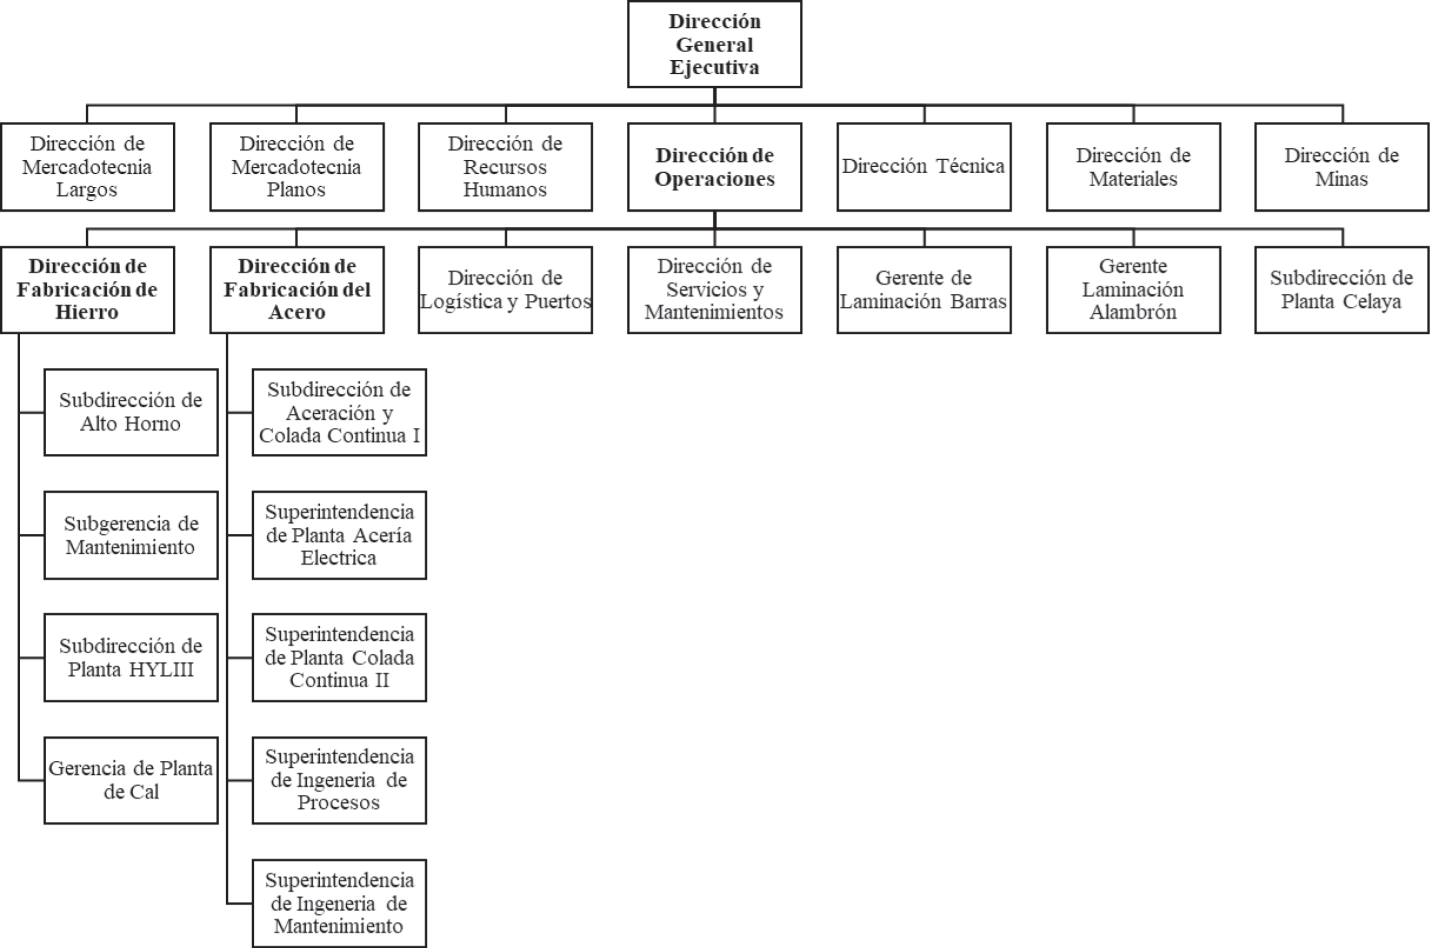 Dirección
General
Ejecutiva
Dirección de
Mercadotecnia
Largos
Dirección de
Mercadotecnia
Planos
Dirección de
Recursos
Humanos
Dirección de
Operaciones
Dirección Técnica
Dirección de
Materiales
Dirección de
Minas
Dirección de
Fabricación de
Hierro
Dirección de
Fabricación del
Acero
Dirección de
Logística y Puertos
Dirección de
Servicios y
Mantenimientos
Gerente de
Laminación Barras
Gerente
Laminación
Alambrón
Subdirección de
Planta Celaya
Subdirección de
Alto Horno
Subgerencia de
Mantenimiento
Subdirección de
Planta HYLIII
Gerencia de Planta
de Cal
Subdirección de
Aceración y
Colada Continua I
Superintendencia
de Planta Acería
Electrica
Superintendencia
de Planta Colada
Continua II
Superintendencia
de Ingeneria de
Procesos
Superintendencia
de Ingeneria de
Mantenimiento